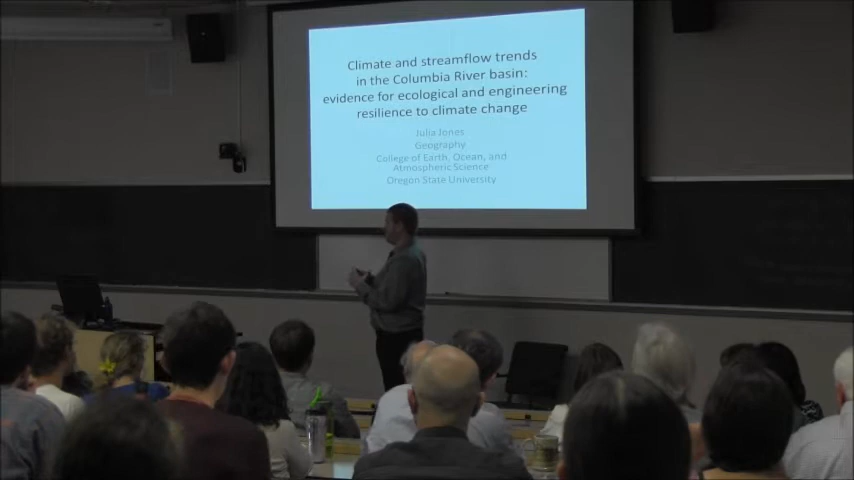 Climate and streamflow trends
in the Columbia River basin:
evidence for ecological and engineering
resilience to climate change
Julia Jones
Geography
College of Earth, Ocean, and
Atmospheric Science
Oregon State University